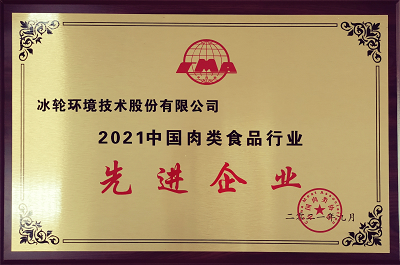 CMA
冰轮环境技术股份有限公司
2021中国肉类食品行业
先进企业
二〇二一年九月